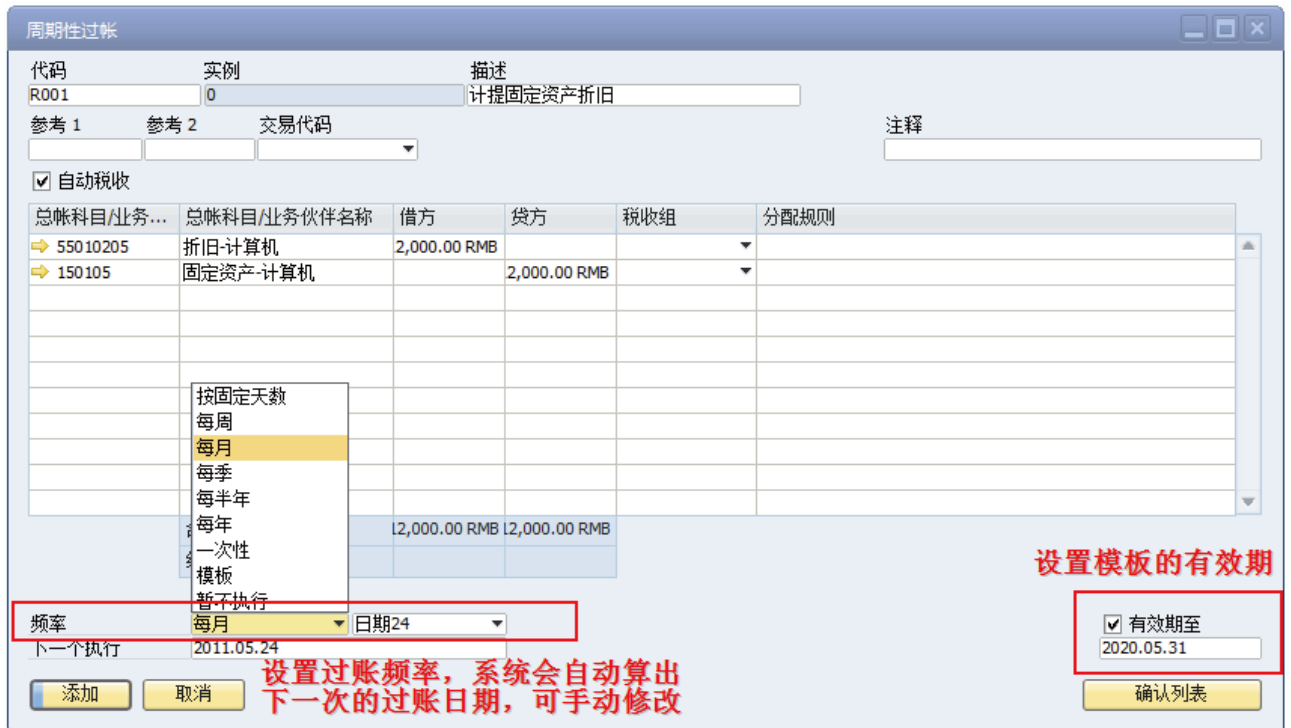 周期性过帐
代码 实例 描述
R001 0 计提固定资产折旧
参考 1 参考 2 交易代码 注释
自动税收
总帐科目/业务... 总帐科目/业务伙伴名称 借方 贷方 税收组 分配规则
55010205 折旧-计算机 2,000.00 RMB
150105 固定资产-计算机 2,000.00 RMB
按固定天数
每周
每月
每季
每半年
每年
12,000.00 RMB 12,000.00 RMB
一次性
模板
暂不执行
设置模板的有效期
频率 每月 日期24 有效期至
下一个执行 2011.05.24 2020.05.31
设置过账频率，系统会自动算出
下一次的过账日期，可手动修改
添加 取消 确认列表